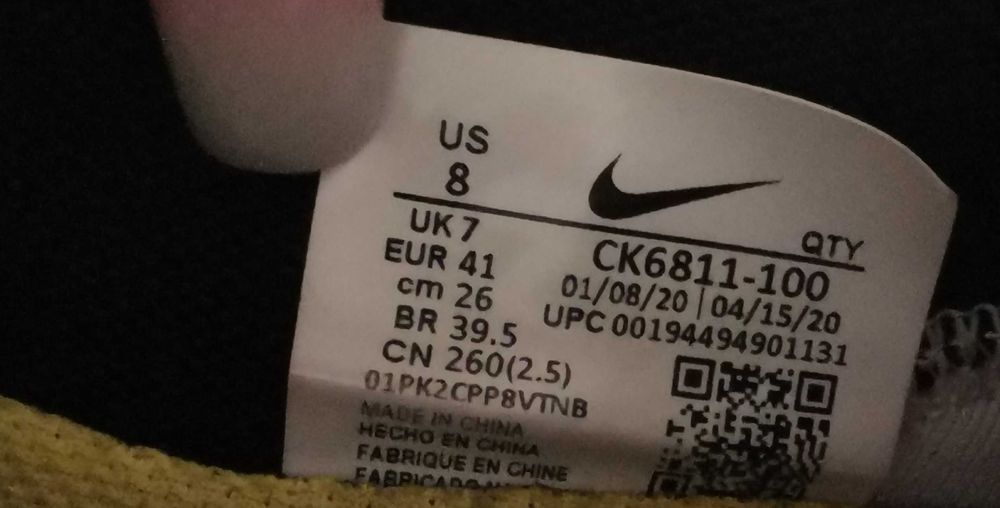 US
8
UK 7
EUR 41
cm 26
BR 39.5
CN 260(2.5)
01PK2CPP8VTNB
MADE IN CHINA
HECHO EN CHINA
FABRIQUE EN CHINE
FABRICADO
QTY
CK6811-100
01/08/20 | 04/15/20
UPC 00194494901131